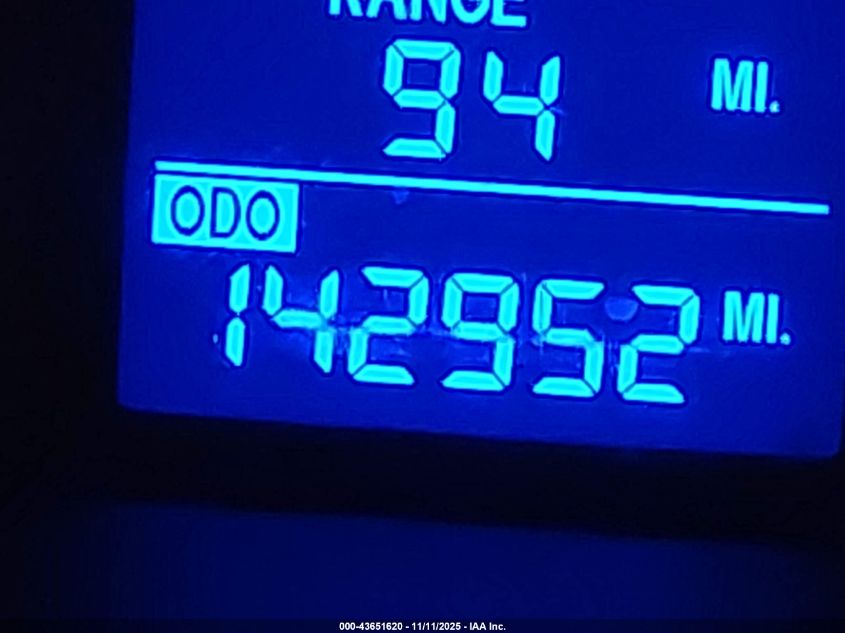 RANGE
94 MI.
ODO
142952 MI.
000-43651620 - 11/11/2025 - IAA Inc.